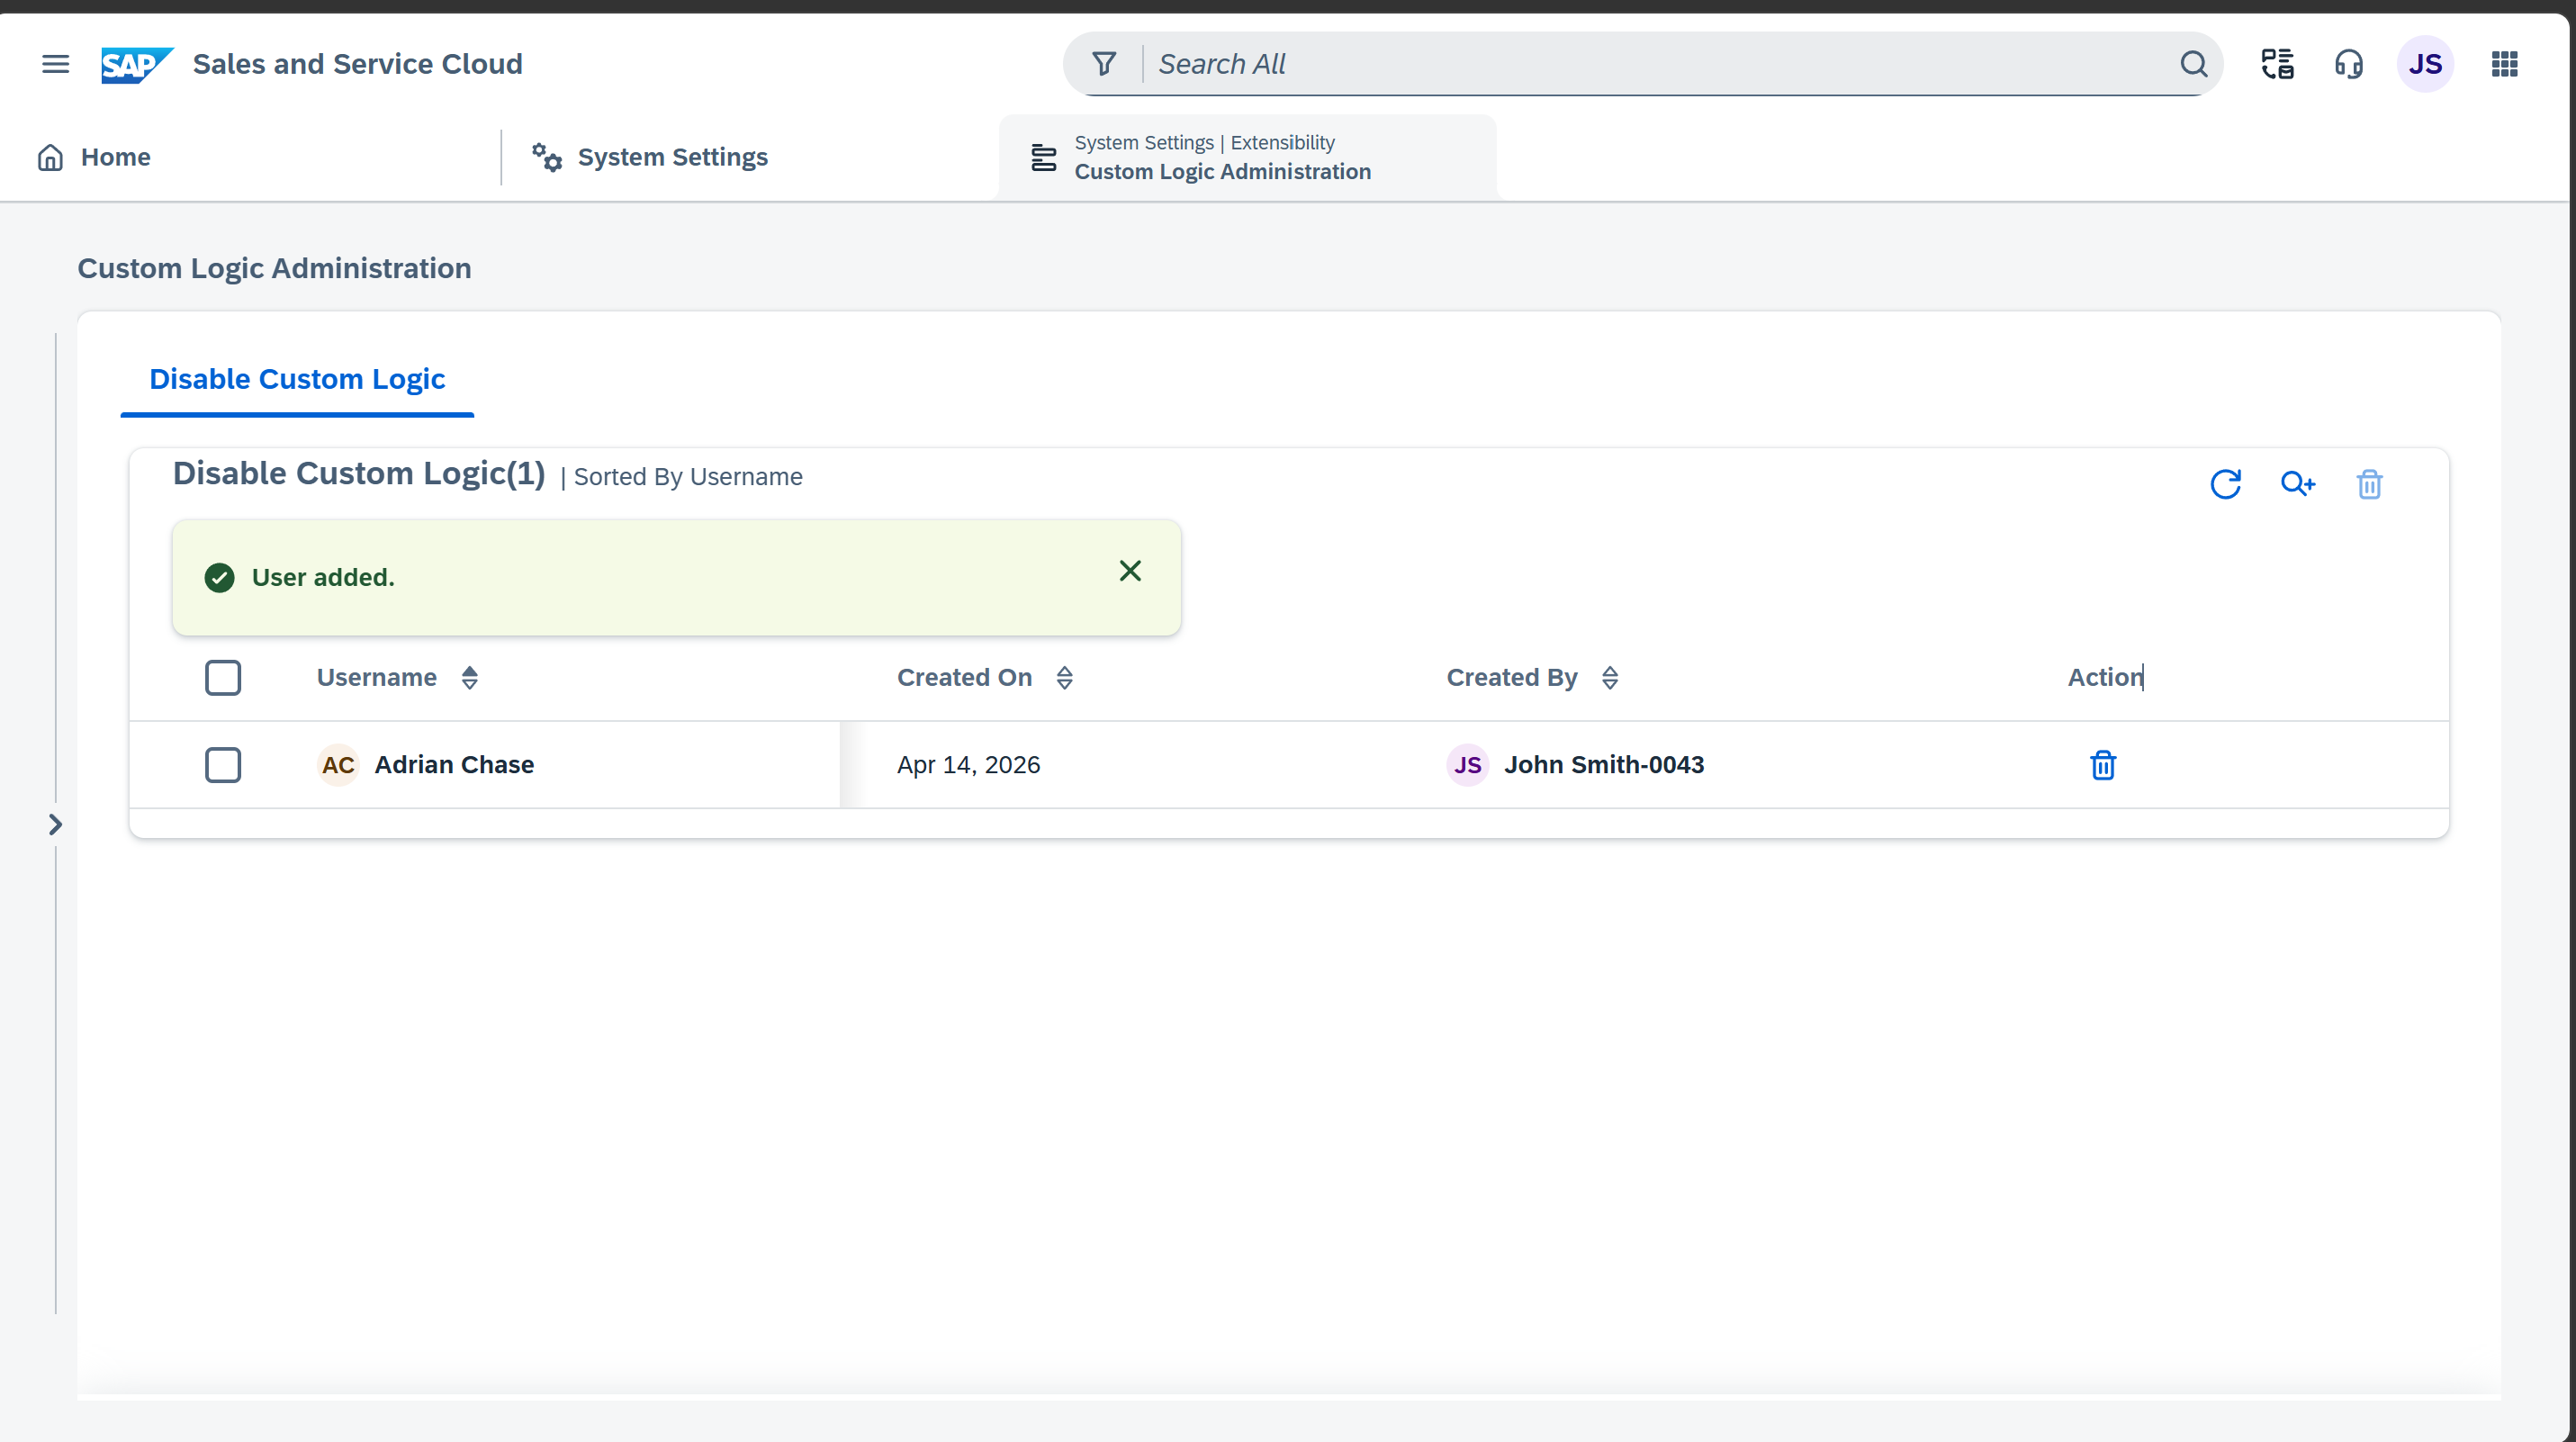 SAP Sales and Service Cloud
Search All
JS
Home
System Settings
System Settings | Extensibility
Custom Logic Administration
Custom Logic Administration
Disable Custom Logic
Disable Custom Logic(1) | Sorted By Username
User added.
Username Created On Created By Action
AC Adrian Chase Apr 14, 2026 JS John Smith-0043